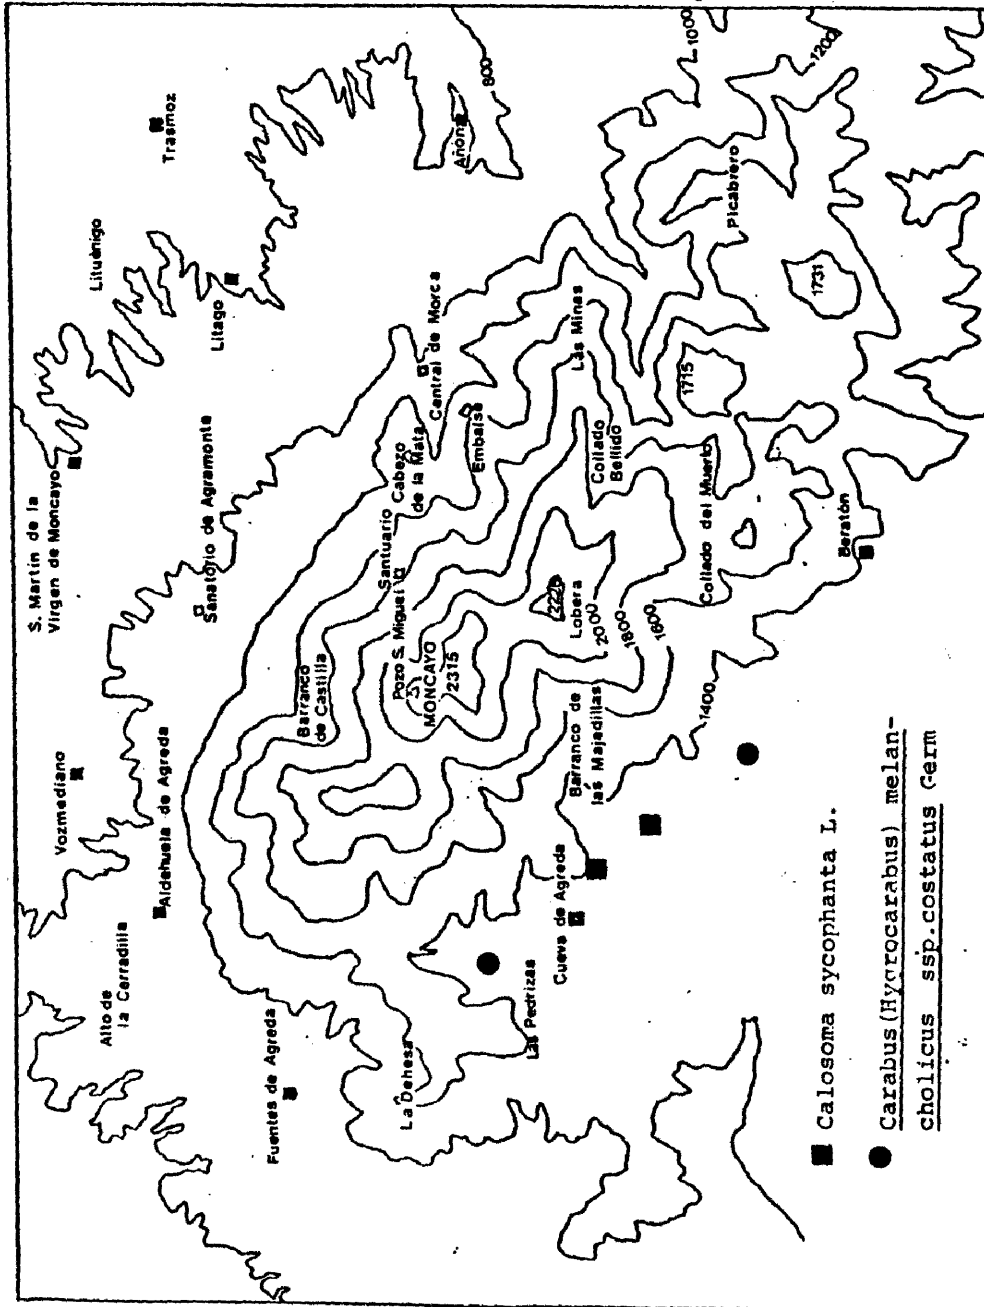 S. Martín de la
Virgen de Moncayo
Lituénigo
Trasmoz
Litago
Vozmediano
Aldehuela de Agreda
Alto de
la Cerradilla
Fuentes de Agreda
Sanatorio de Agramonte
Barranco
de Castilla
Santuario
Cabezo
de la Mata
Central de Morca
Añon
800
1000
1200
Pozo S. Miguel
MONCAYO
2315
Embalse
Las Minas
Picabrero
La Dehesa
Las Pedrizas
Cueva de Agreda
Barranco de
las Majadillas
2226
Lobera
2000
1800
1600
1400
Collado
Bellido
Collado del Muerto
1715
1731
Beratón
Calosoma sycophanta L.
Carabus(Hygrocarabus) melan-
cholicus ssp.costatus Germ